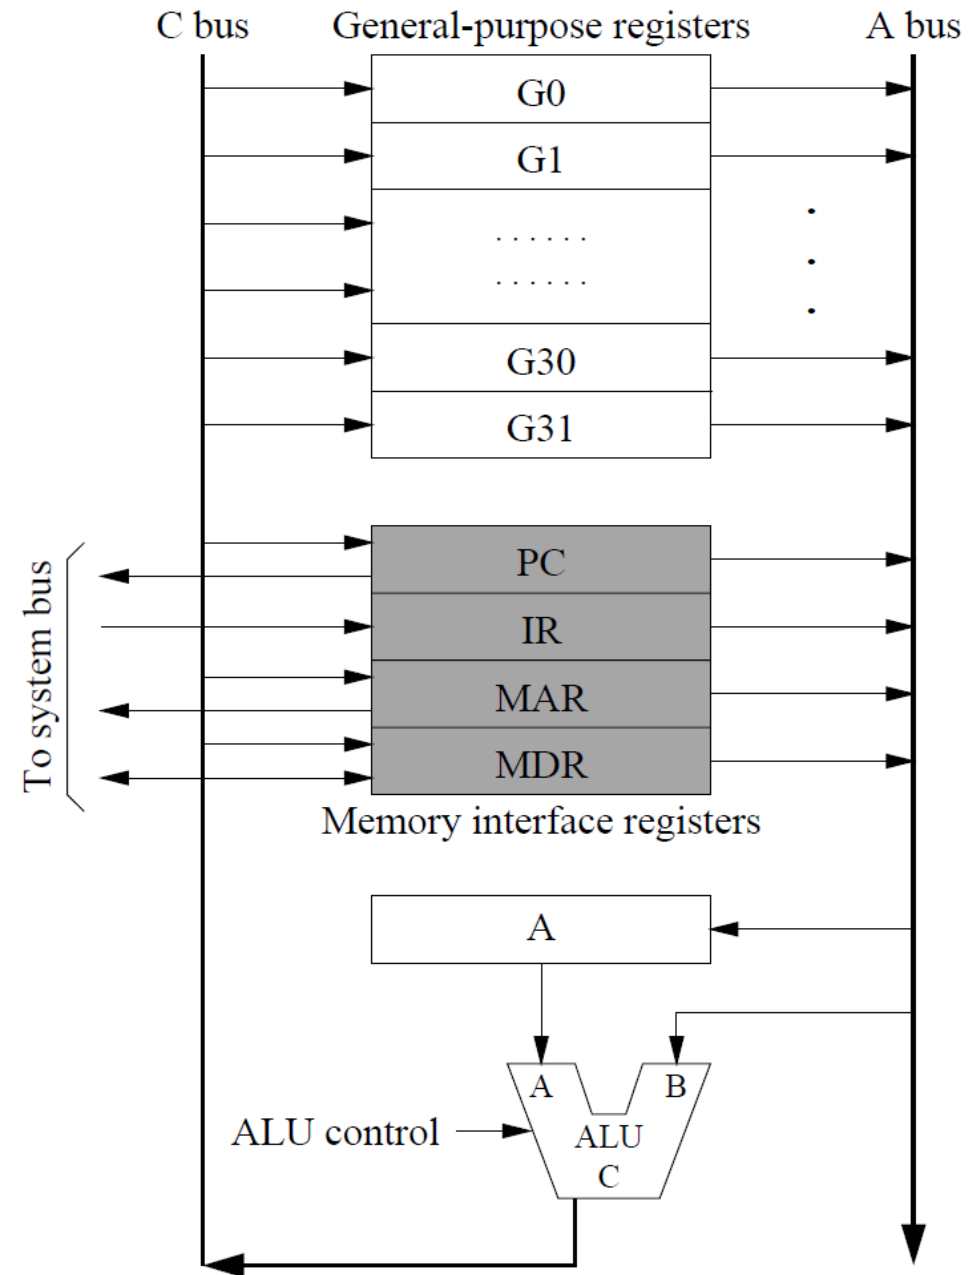 C bus
General-purpose registers
A bus
G0
G1
. . . . . .
. . . . . .
G30
G31
To system bus
PC
IR
MAR
MDR
Memory interface registers
A
A
B
ALU control
ALU
C